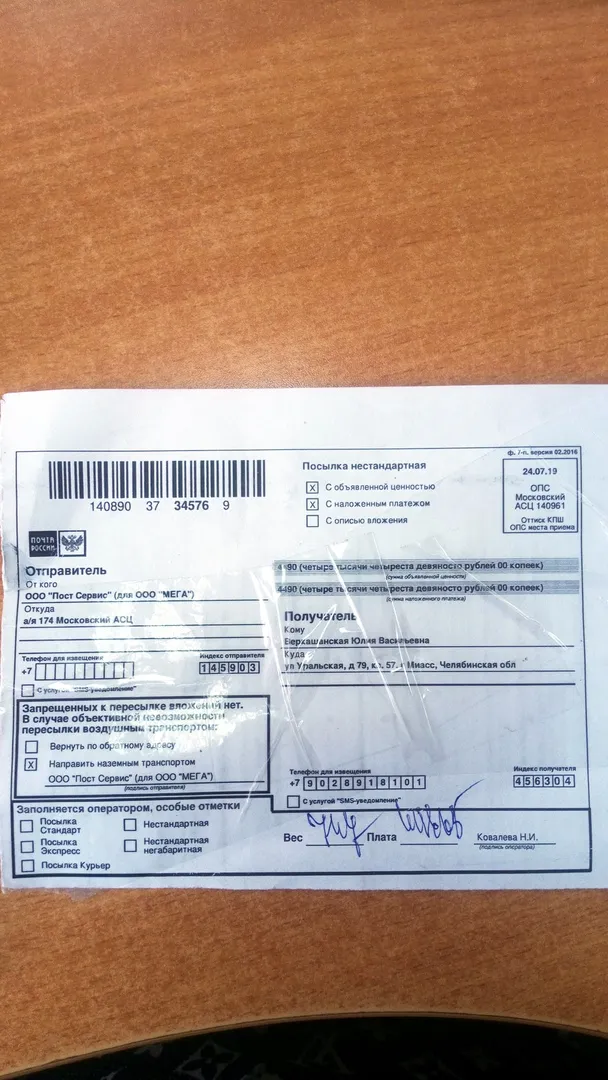 ф. 7-п. версия 02.2016
140890 37 34576 9
Посылка нестандартная
X С объявленной ценностью
X С наложенным платежом
С описью вложения
24.07.19
ОПС
Московский
АСЦ 140961
Оттиск КПШ
ОПС места приема
ПОЧТА
РОССИИ
Отправитель
От кого
ООО "Пост Сервис" (для ООО "МЕГА")
Откуда
а/я 174 Московский АСЦ
Телефон для извещения
+7
Индекс отправителя
145903
С услугой "SMS-уведомление"
4490 (четыре тысячи четыреста девяносто рублей 00 копеек)
(сумма объявленной ценности)
4490 (четыре тысячи четыреста девяносто рублей 00 копеек)
(сумма наложенного платежа)
Получатель
Кому
Юлия Васильевна
Куда
ул Уральская, д 79, кв. 57, г Миасс, Челябинская обл
Запрещенных к пересылке вложений нет.
В случае объективной невозможности
пересылки воздушным транспортом:
Вернуть по обратному адресу
X Направить наземным транспортом
ООО "Пост Сервис" (для ООО "МЕГА")
(подпись отправителя)
Телефон для извещения
+7 9028918101
Индекс получателя
456304
С услугой "SMS-уведомление"
Заполняется оператором, особые отметки
Посылка Стандарт
Нестандартная
Посылка Экспресс
Нестандартная негабаритная
Посылка Курьер
Вес
Плата
Ковалева Н.И.
(подпись оператора)